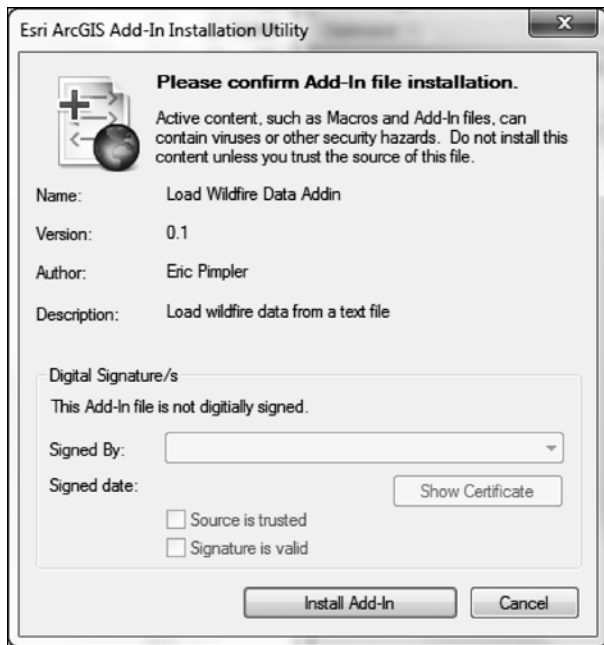 Esri ArcGIS Add-In Installation Utility
Please confirm Add-In file installation.
Active content, such as Macros and Add-In files, can
contain viruses or other security hazards. Do not install this
content unless you trust the source of this file.
Name: Load Wildfire Data Addin
Version: 0.1
Author: Eric Pimpler
Description: Load wildfire data from a text file
Digital Signature/s
This Add-In file is not digitially signed.
Signed By:
Signed date:
Show Certificate
Source is trusted
Signature is valid
Install Add-In Cancel